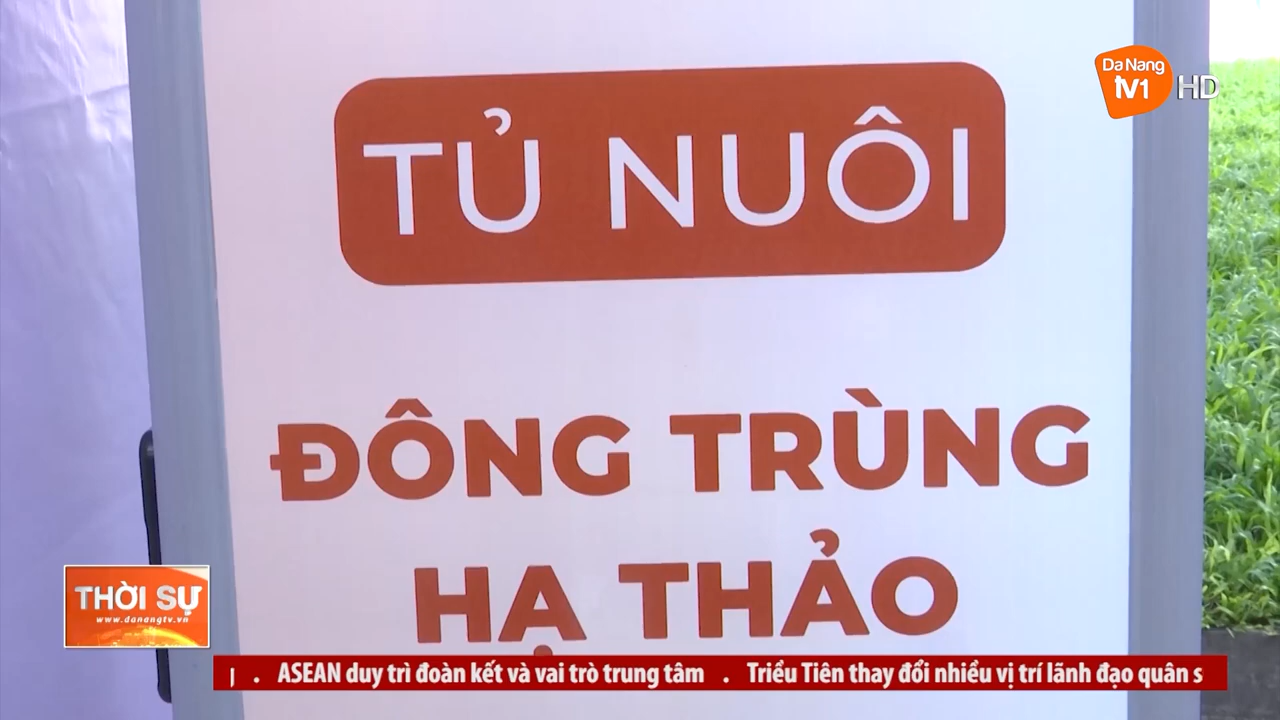 Da Nang
TV1 HD
TỦ NUÔI
ĐÔNG TRÙNG
HẠ THẢO
THỜI SỰ
www.danangtv.vn
. ASEAN duy trì đoàn kết và vai trò trung tâm . Triều Tiên thay đổi nhiều vị trí lãnh đạo quân s